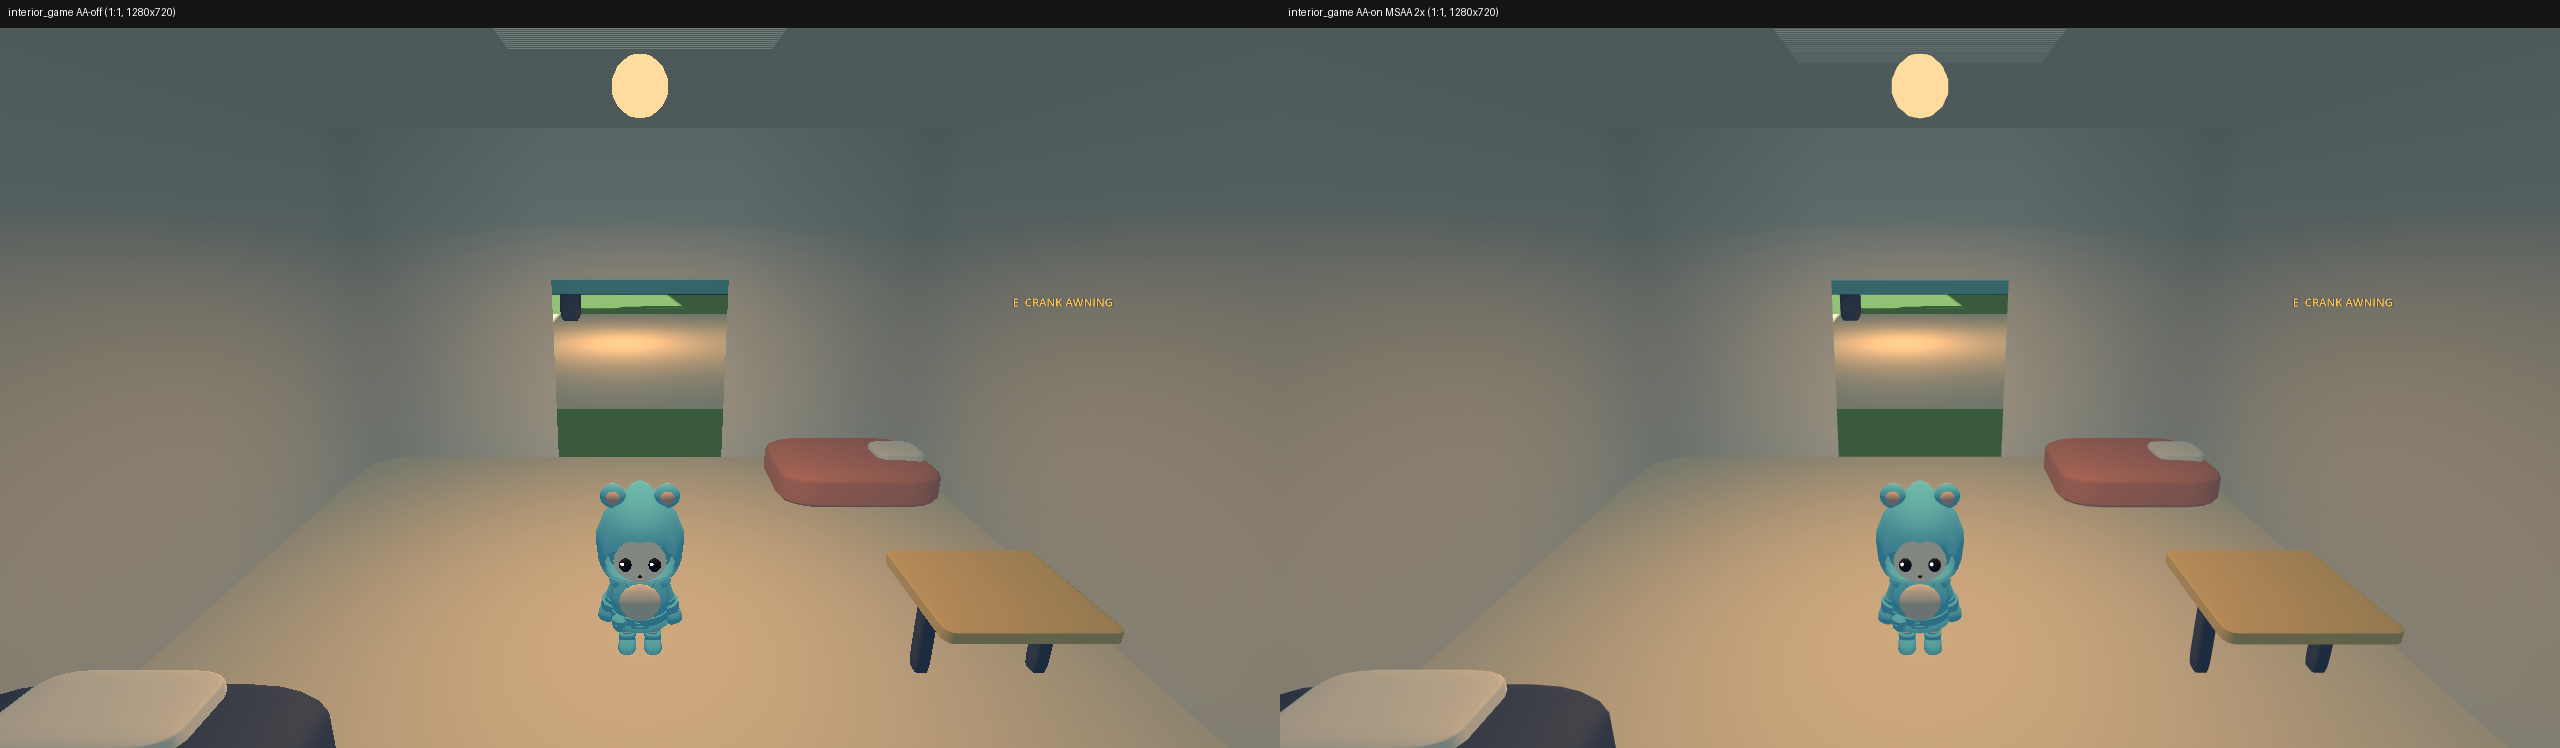 interior_game AA-off (1:1, 1280x720)
interior_game AA-on MSAA 2x (1:1, 1280x720)
E CRANK AWNING
E CRANK AWNING